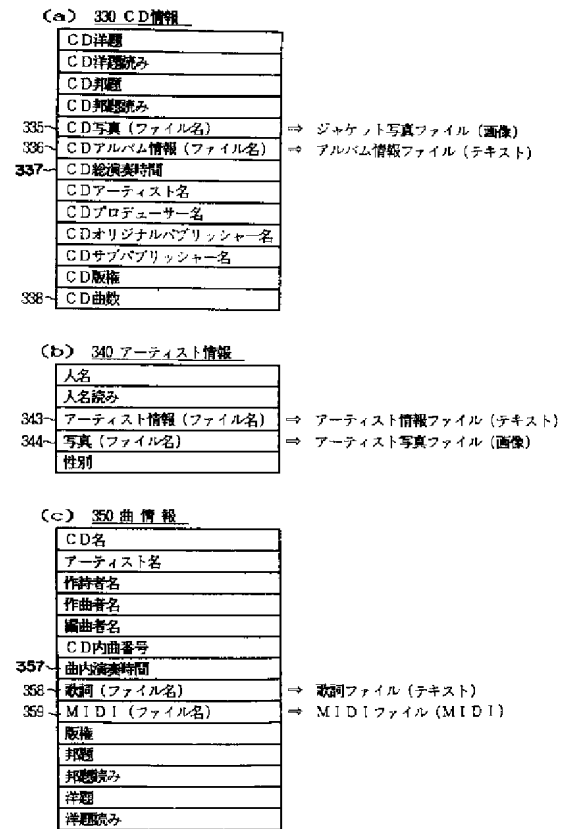 (a) 330 CD情報
CD洋題
CD洋題読み
CD邦題
CD邦題読み
335 CD写真（ファイル名） ⇒ ジャケット写真ファイル（画像）
336 CDアルバム情報（ファイル名） ⇒ アルバム情報ファイル（テキスト）
337 CD総演奏時間
CDアーティスト名
CDプロデューサー名
CDオリジナルパブリッシャー名
CDサブパブリッシャー名
CD版権
338 CD曲数
(b) 340 アーティスト情報
人名
人名読み
343 アーティスト情報（ファイル名） ⇒ アーティスト情報ファイル（テキスト）
344 写真（ファイル名） ⇒ アーティスト写真ファイル（画像）
性別
(c) 350 曲情報
CD名
アーティスト名
作詩者名
作曲者名
編曲者名
CD内曲番号
357 曲内演奏時間
358 歌詞（ファイル名） ⇒ 歌詞ファイル（テキスト）
359 MIDI（ファイル名） ⇒ MIDIファイル（MIDI）
版権
邦題
邦題読み
洋題
洋題読み